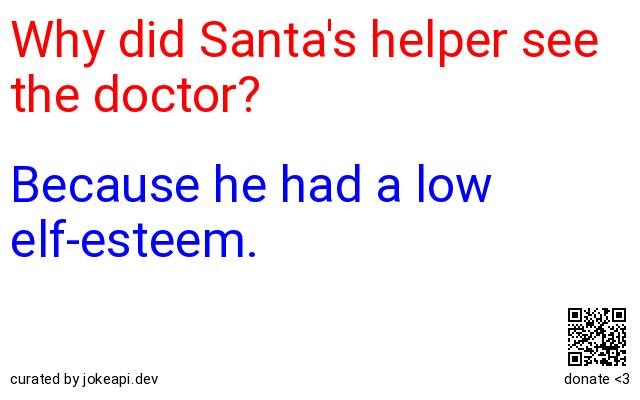 Why did Santa's helper see
the doctor?
Because he had a low
elf-esteem.
curated by jokeapi.dev
donate <3